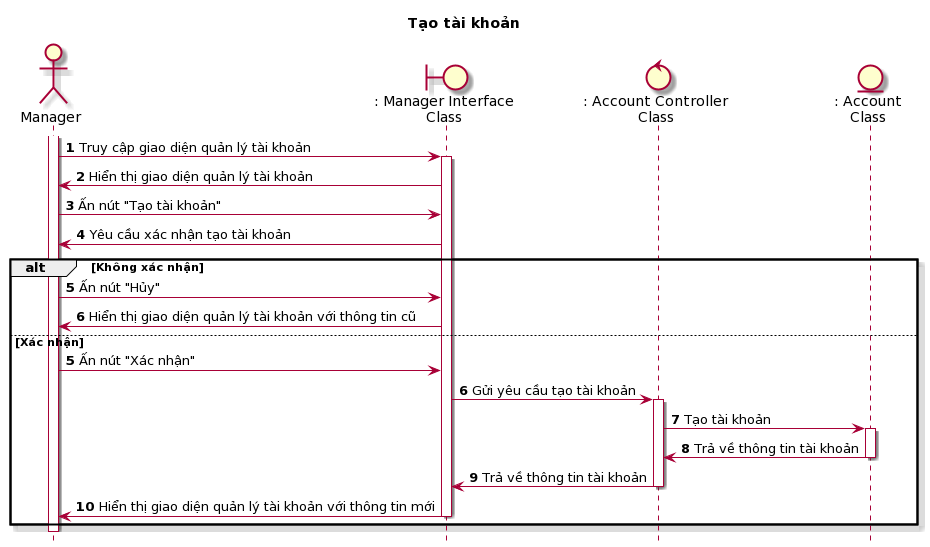 Tạo tài khoản
Manager
: Manager Interface
Class
: Account Controller
Class
: Account
Class
1 Truy cập giao diện quản lý tài khoản
2 Hiển thị giao diện quản lý tài khoản
3 Ấn nút "Tạo tài khoản"
4 Yêu cầu xác nhận tạo tài khoản
alt [Không xác nhận]
5 Ấn nút "Hủy"
6 Hiển thị giao diện quản lý tài khoản với thông tin cũ
[Xác nhận]
5 Ấn nút "Xác nhận"
6 Gửi yêu cầu tạo tài khoản
7 Tạo tài khoản
8 Trả về thông tin tài khoản
9 Trả về thông tin tài khoản
10 Hiển thị giao diện quản lý tài khoản với thông tin mới